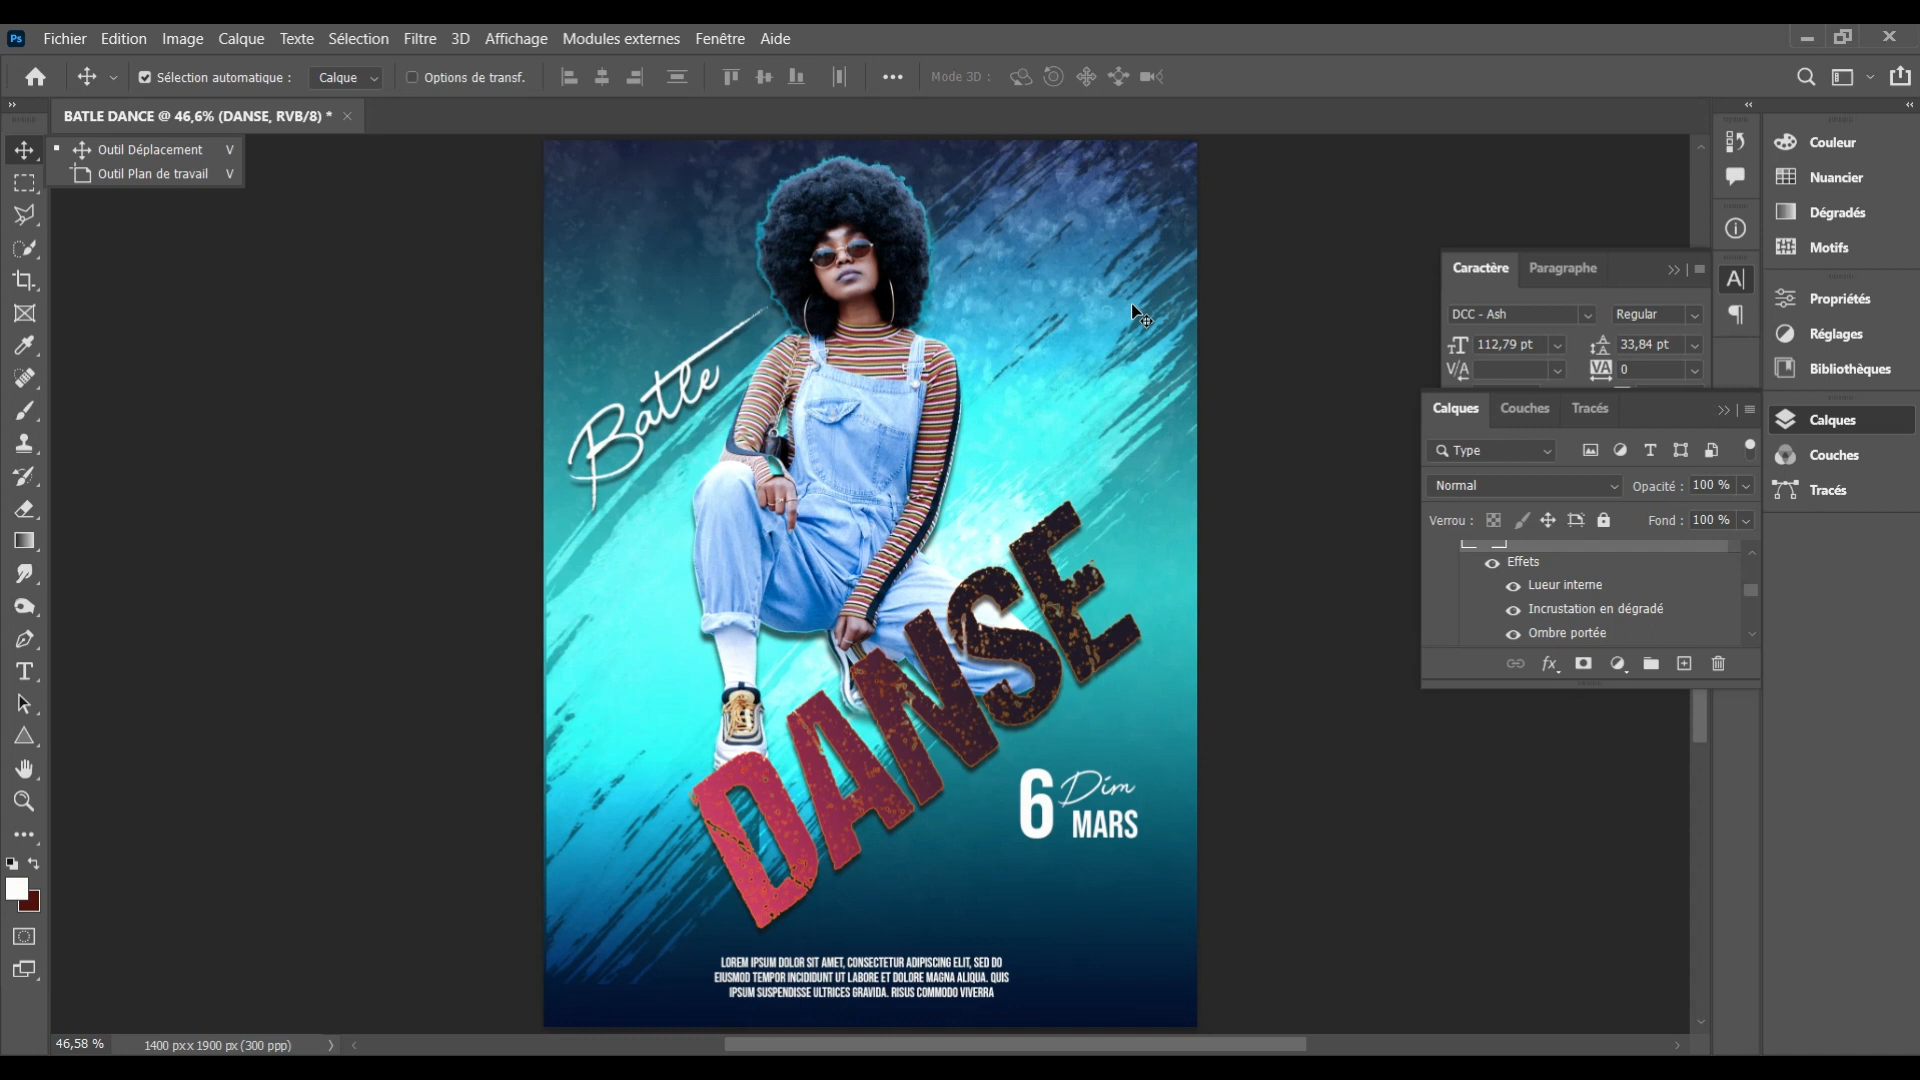 Ps Fichier Edition Image Calque Texte Sélection Filtre 3D Affichage Modules externes Fenêtre Aide
Sélection automatique : Calque Options de transf. Mode 3D :
BATLE DANCE @ 46,6% (DANSE, RVB/8) *
Outil Déplacement V
Outil Plan de travail V
Batle
DANSE
6 Dim
MARS
LOREM IPSUM DOLOR SIT AMET, CONSECTETUR ADIPISCING ELIT, SED DO
EIUSMOD TEMPOR INCIDIDUNT UT LABORE ET DOLORE MAGNA ALIQUA. QUIS
IPSUM SUSPENDISSE ULTRICES GRAVIDA. RISUS COMMODO VIVERRA
Caractère Paragraphe
DCC - Ash Regular
112,79 pt 33,84 pt
0
Calques Couches Tracés
Type
Normal Opacité : 100 %
Verrou : Fond : 100 %
Effets
Lueur interne
Incrustation en dégradé
Ombre portée
fx
Couleur
Nuancier
Dégradés
Motifs
Propriétés
Réglages
Bibliothèques
Calques
Couches
Tracés
46,58 % 1400 px x 1900 px (300 ppp)